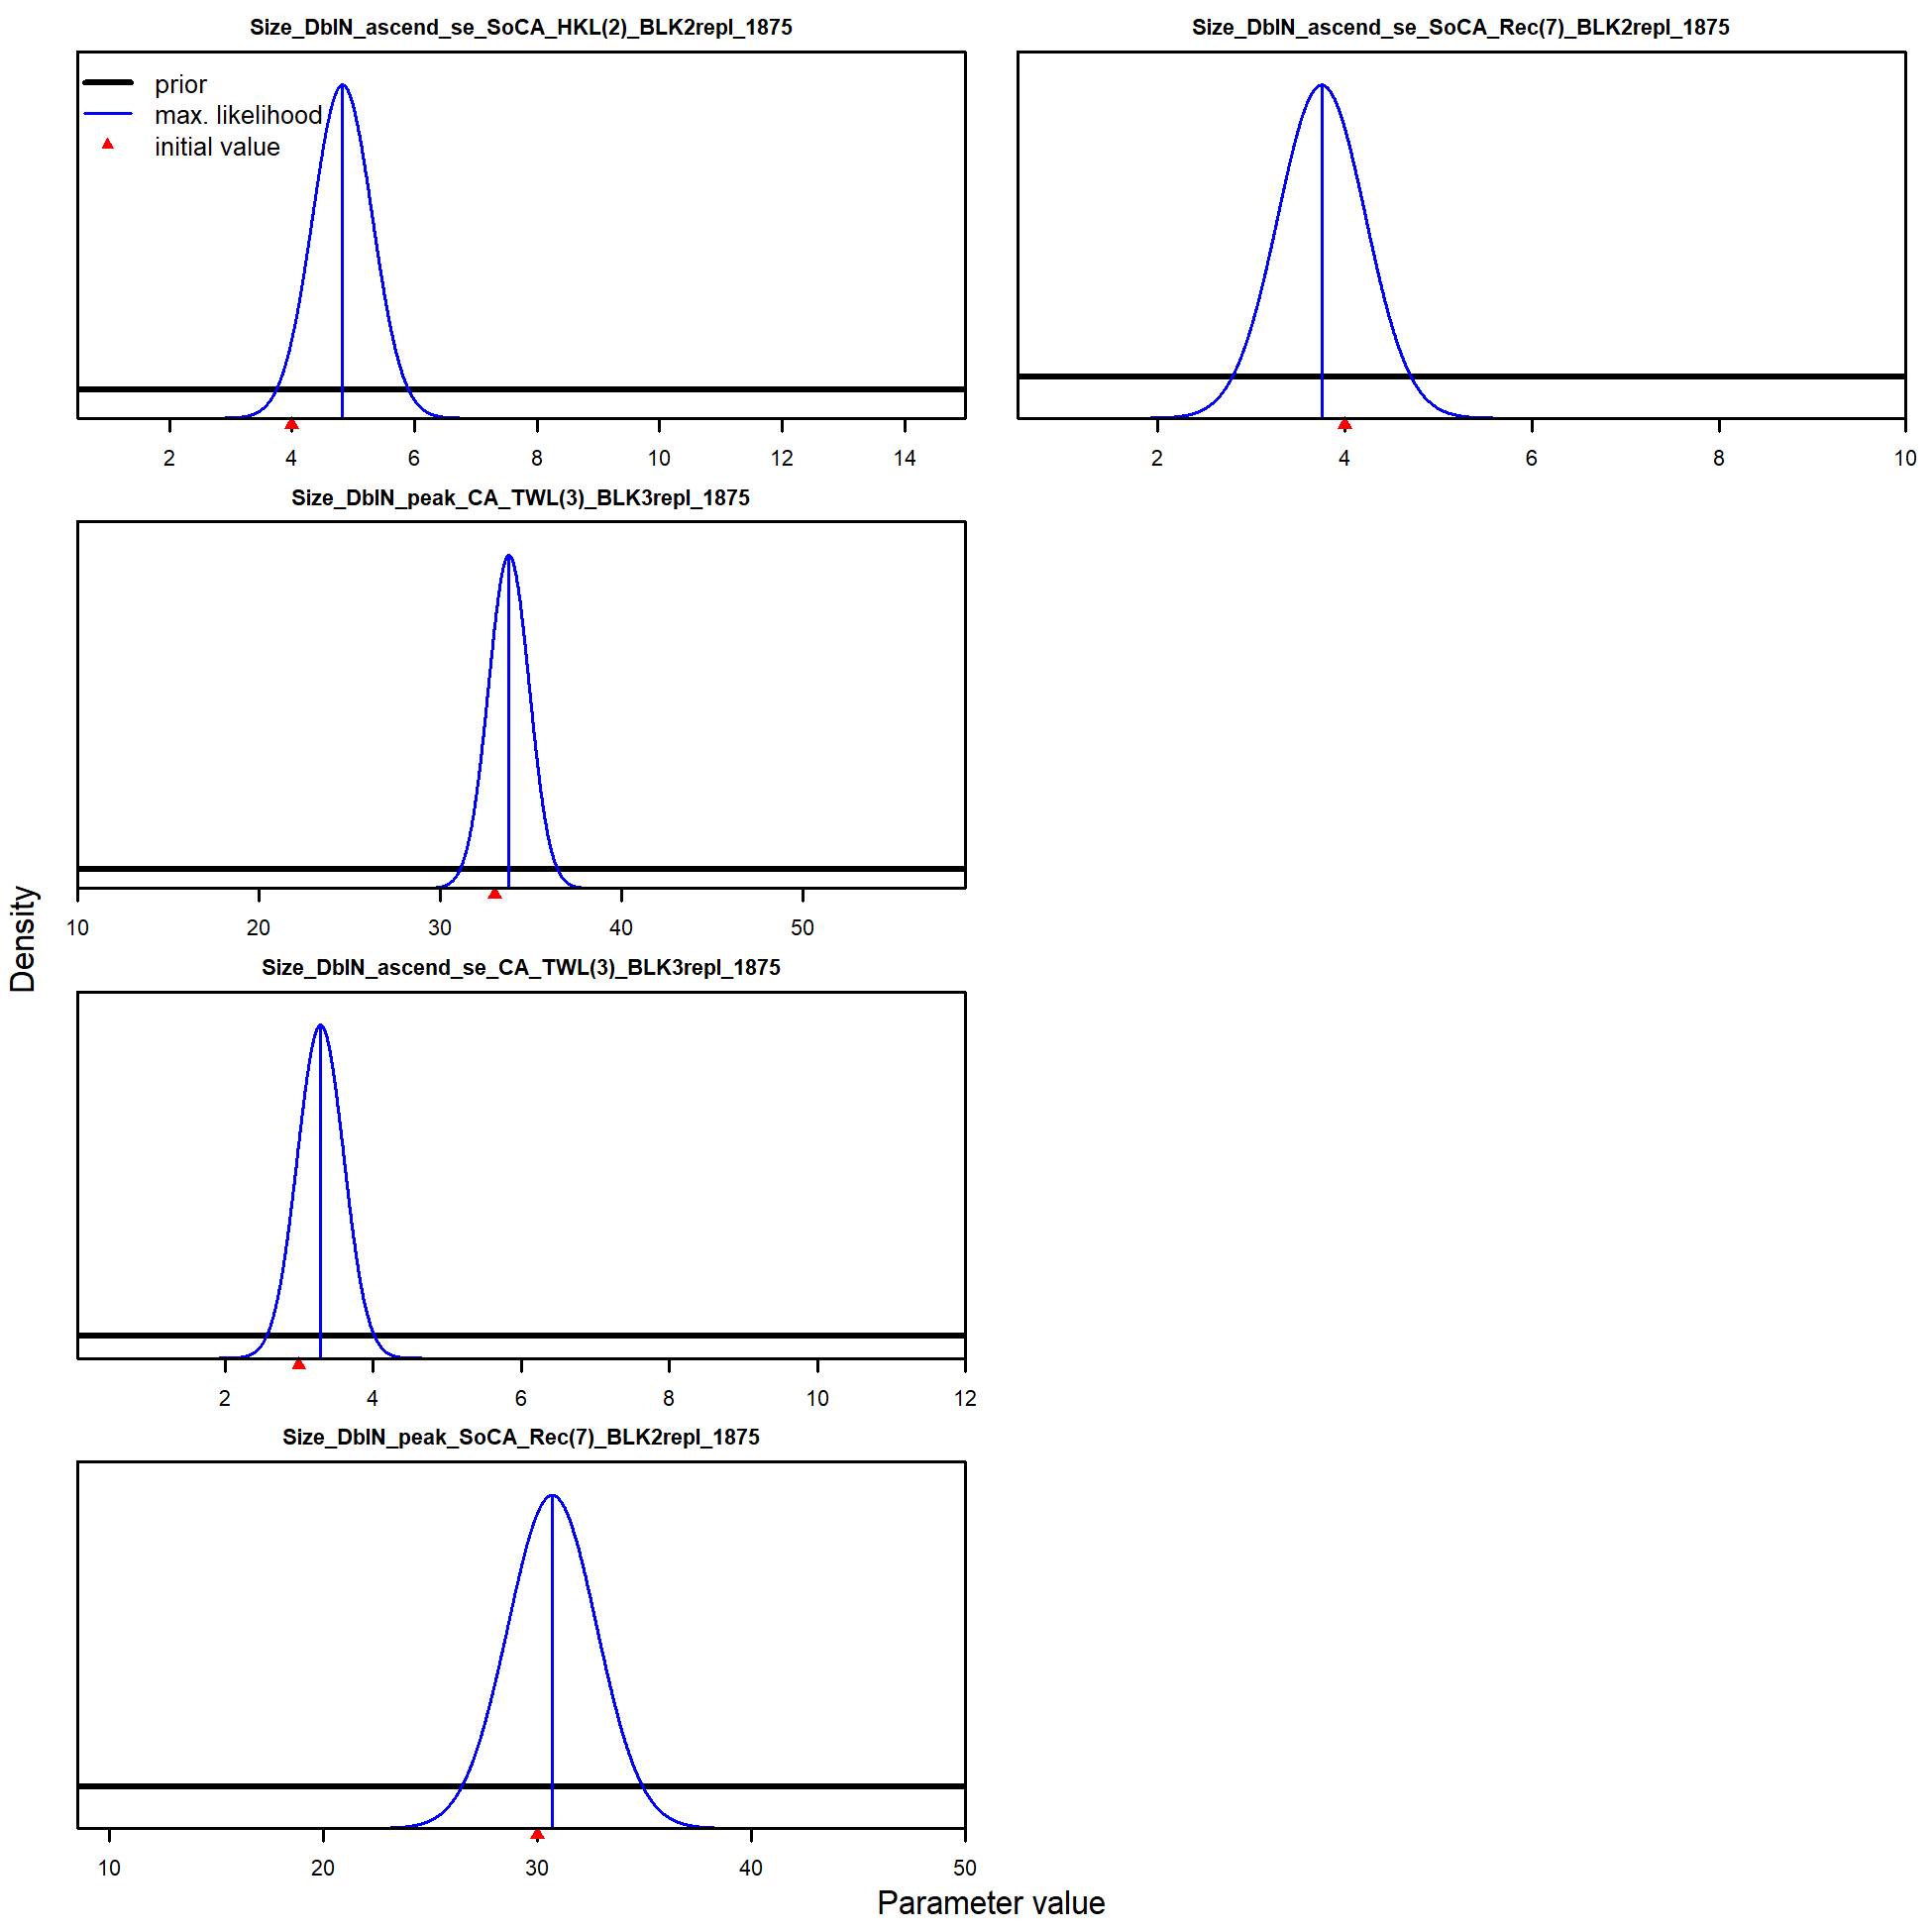 Size_DblN_ascend_se_SoCA_HKL(2)_BLK2repl_1875
prior
max. likelihood
initial value
2 4 6 8 10 12 14
Size_DblN_peak_CA_TWL(3)_BLK3repl_1875
10 20 30 40 50
Size_DblN_ascend_se_CA_TWL(3)_BLK3repl_1875
2 4 6 8 10 12
Size_DblN_peak_SoCA_Rec(7)_BLK2repl_1875
10 20 30 40 50
Size_DblN_ascend_se_SoCA_Rec(7)_BLK2repl_1875
2 4 6 8 10
Density
Parameter value